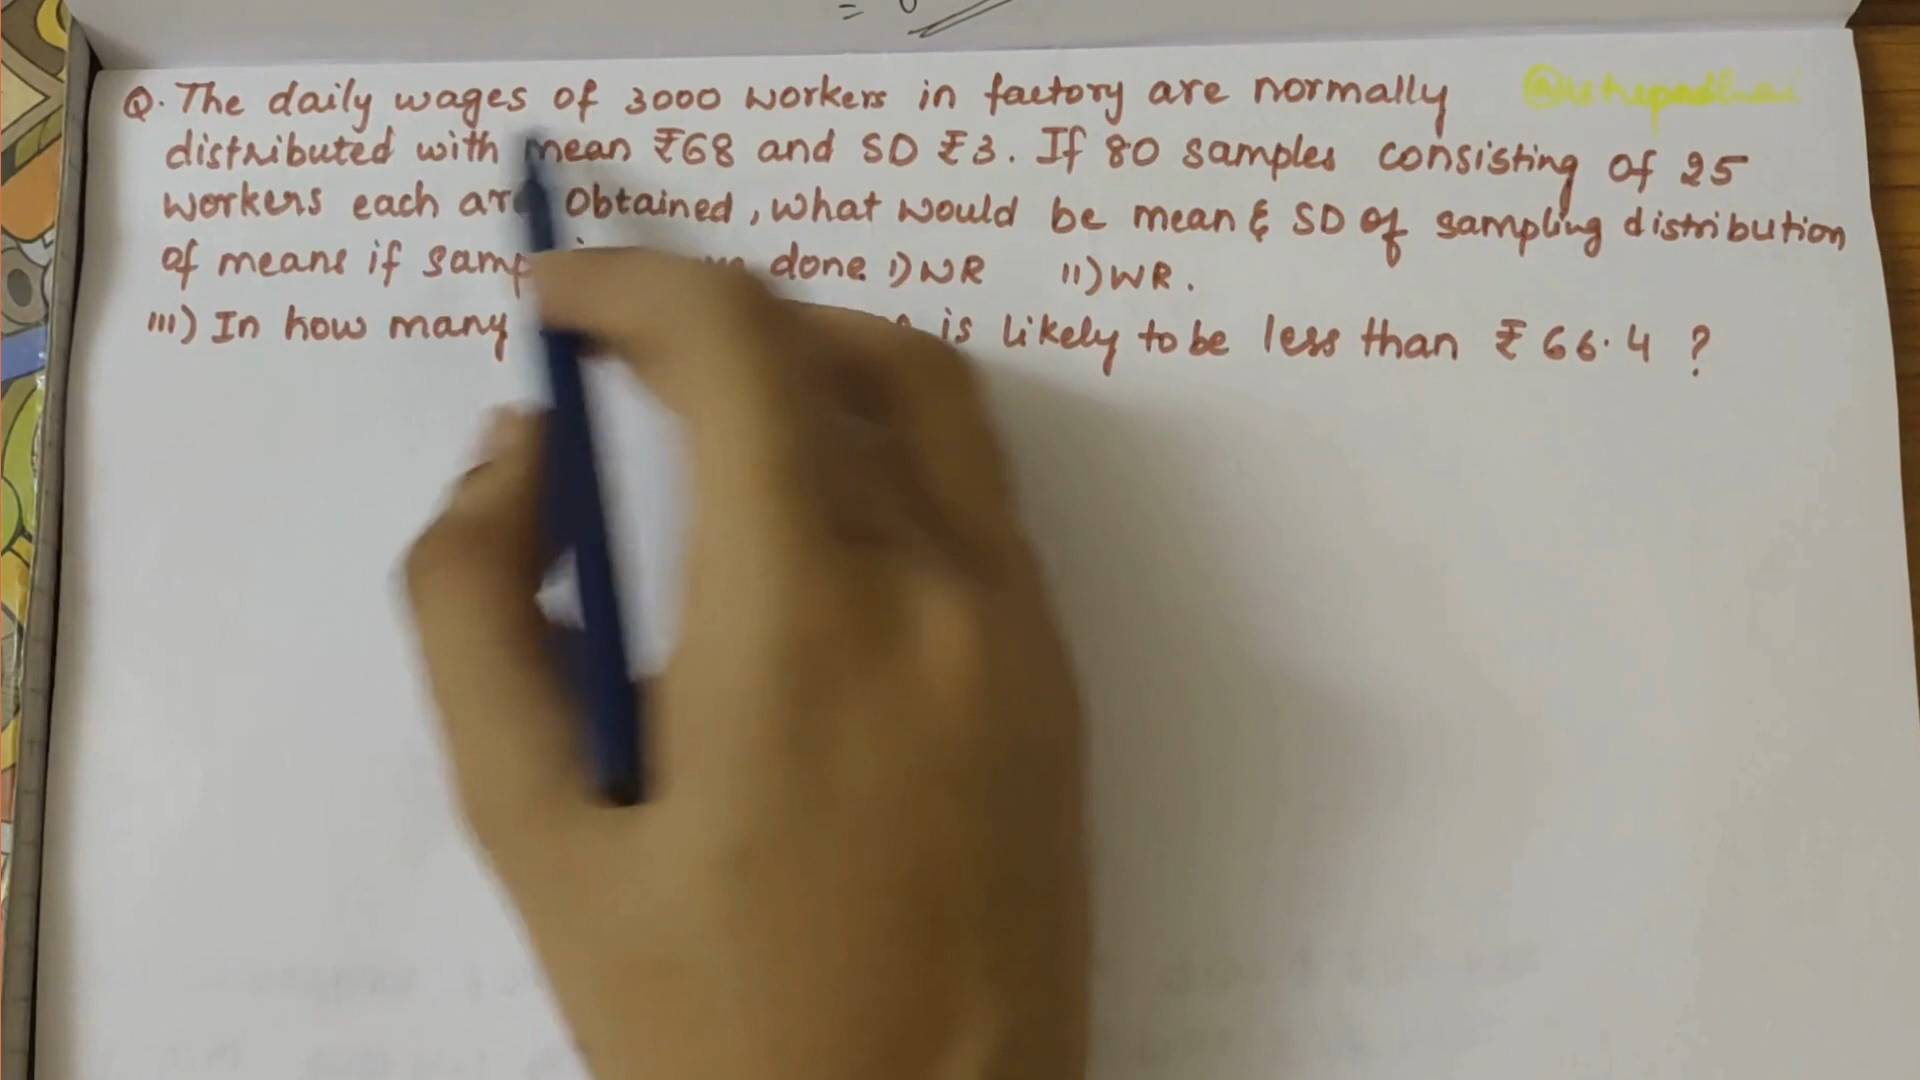 Q. The daily wages of 3000 workers in factory are normally
distributed with mean ₹68 and SD ₹3. If 80 samples consisting of 25
workers each are obtained, what would be mean & SD of sampling distribution
of means if done i) WR ii) WR.
iii) In how many is likely to be less than ₹ 66.4 ?